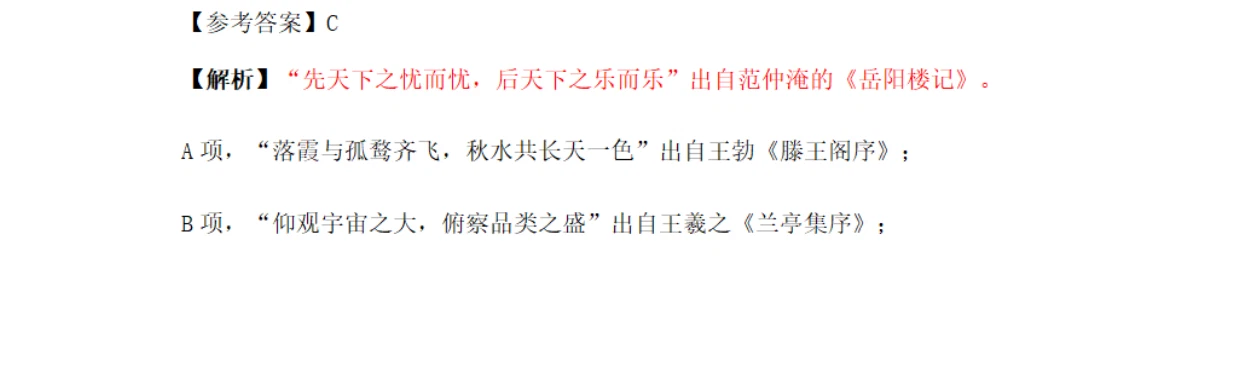 【参考答案】C
【解析】“先天下之忧而忧，后天下之乐而乐”出自范仲淹的《岳阳楼记》。
A 项，“落霞与孤鹜齐飞，秋水共长天一色”出自王勃《滕王阁序》；
B 项，“仰观宇宙之大，俯察品类之盛”出自王羲之《兰亭集序》；